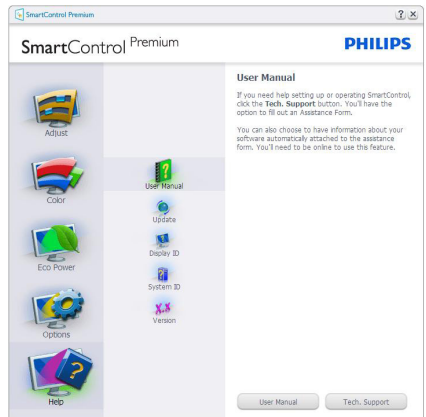 SmartControl Premium
? X
SmartControl Premium
PHILIPS
Adjust
Color
Eco Power
Options
Help
User Manual
Update
Display ID
System ID
X.X
Version
User Manual
If you need help setting up or operating SmartControl,
click the Tech. Support button. You'll have the
option to fill out an Assistance Form.
You can also choose to have information about your
software automatically attached to the assistance
form. You'll need to be online to use this feature.
User Manual
Tech. Support